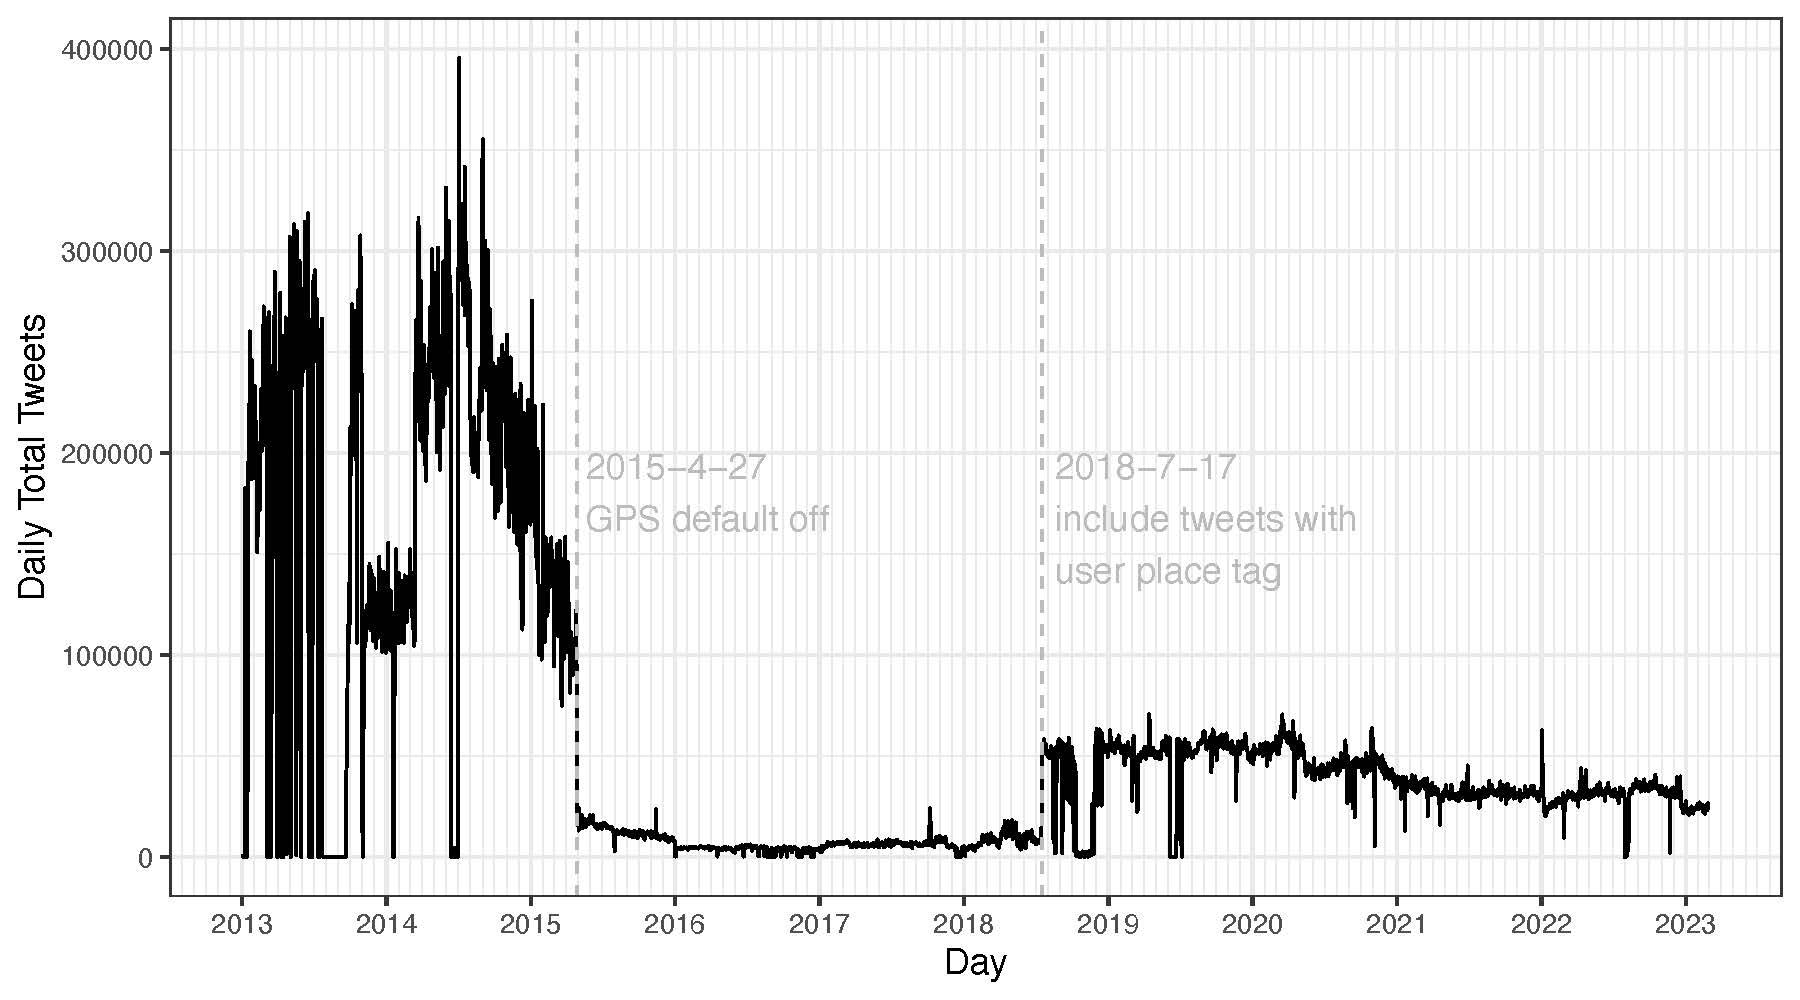 400000
300000
200000
100000
0
Daily Total Tweets
2015−4−27
GPS default off
2018−7−17
include tweets with
user place tag
2013 2014 2015 2016 2017 2018 2019 2020 2021 2022 2023
Day